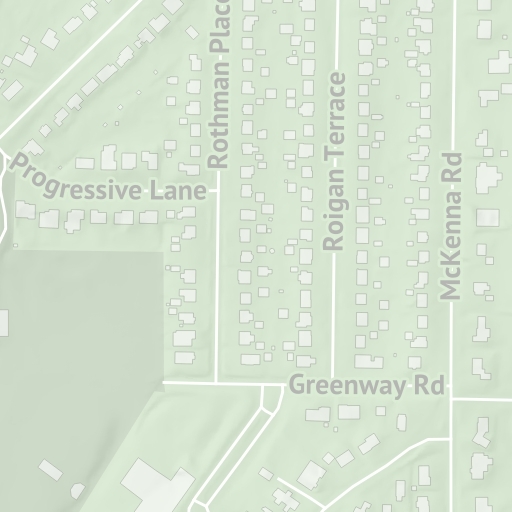 Rothman Place
Roigan Terrace
McKenna Rd
Progressive Lane
Greenway Rd